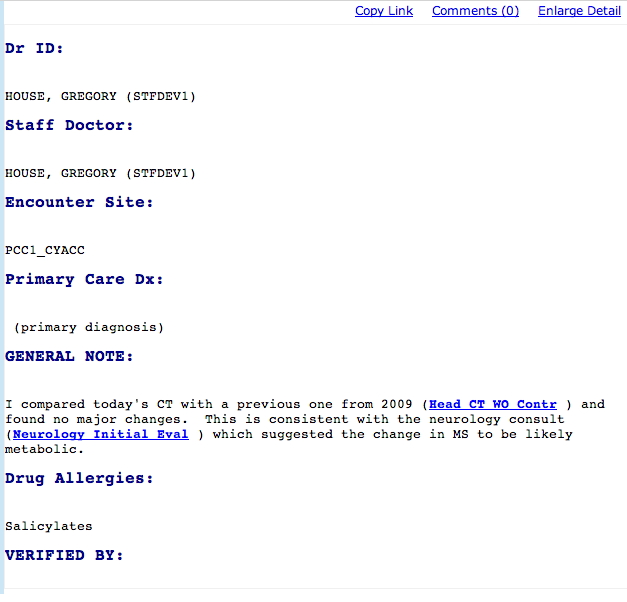 Copy Link Comments (0) Enlarge Detail
Dr ID:
HOUSE, GREGORY (STFDEV1)
Staff Doctor:
HOUSE, GREGORY (STFDEV1)
Encounter Site:
PCC1_CYACC
Primary Care Dx:
(primary diagnosis)
GENERAL NOTE:
I compared today's CT with a previous one from 2009 (Head CT WO Contr ) and
found no major changes.  This is consistent with the neurology consult
(Neurology Initial Eval ) which suggested the change in MS to be likely
metabolic.
Drug Allergies:
Salicylates
VERIFIED BY: